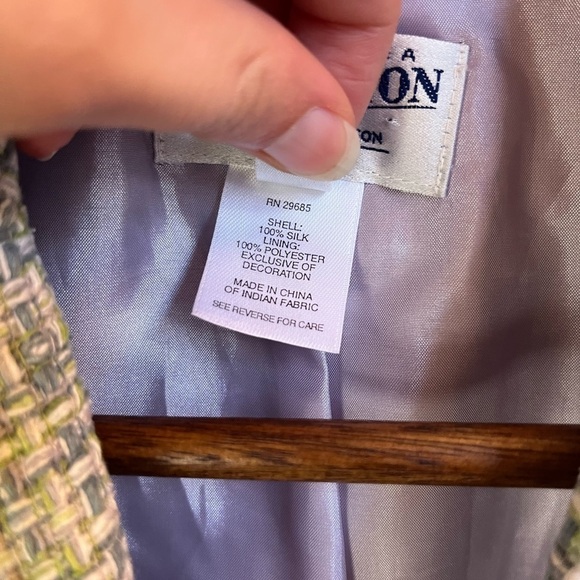 A
RN 29685
SHELL:
100% SILK
LINING:
100% POLYESTER
EXCLUSIVE OF
DECORATION
MADE IN CHINA
OF INDIAN FABRIC
SEE REVERSE FOR CARE